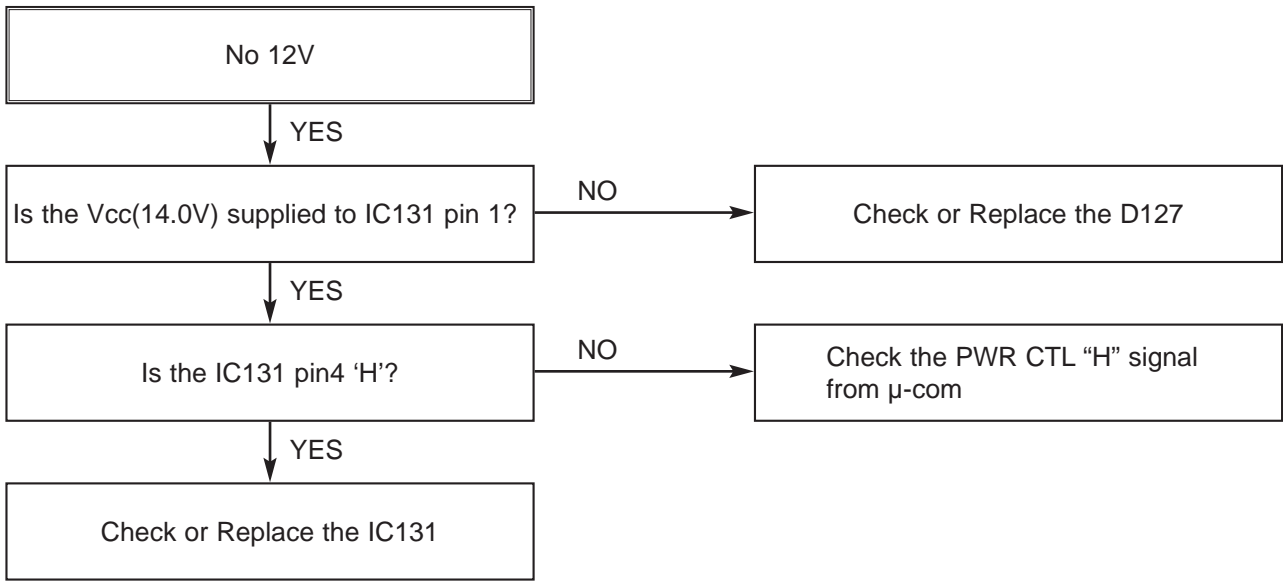 No 12V
YES
Is the Vcc(14.0V) supplied to IC131 pin 1?
NO
Check or Replace the D127
YES
Is the IC131 pin4 ‘H’?
NO
Check the PWR CTL “H” signal
from µ-com
YES
Check or Replace the IC131